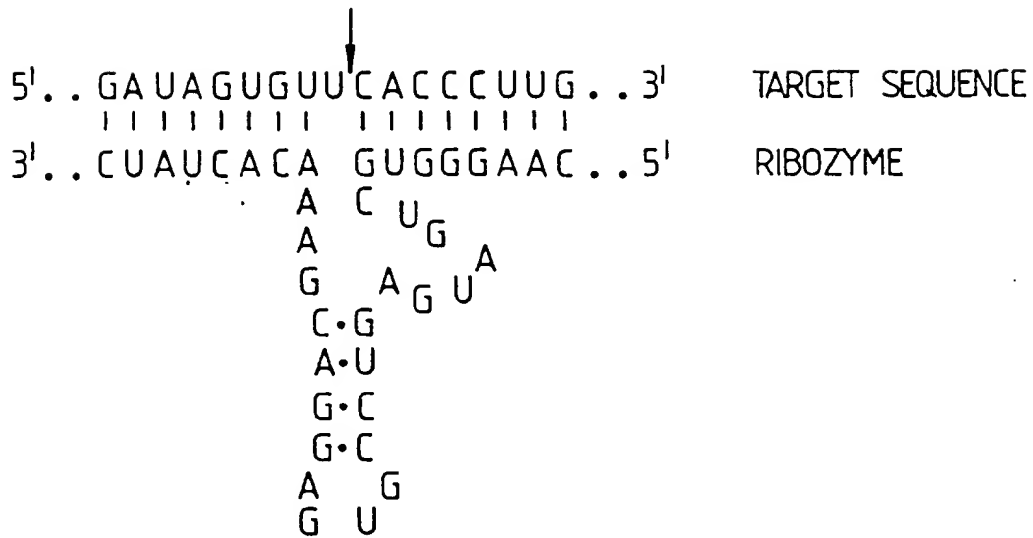 5'..GAUAGUGUUCACCCUUG..3' TARGET SEQUENCE
3'..CUAUCACA GUGGGAAC..5' RIBOZYME
A C U G
A
G A G U A
C•G
A•U
G•C
G•C
A G
G U